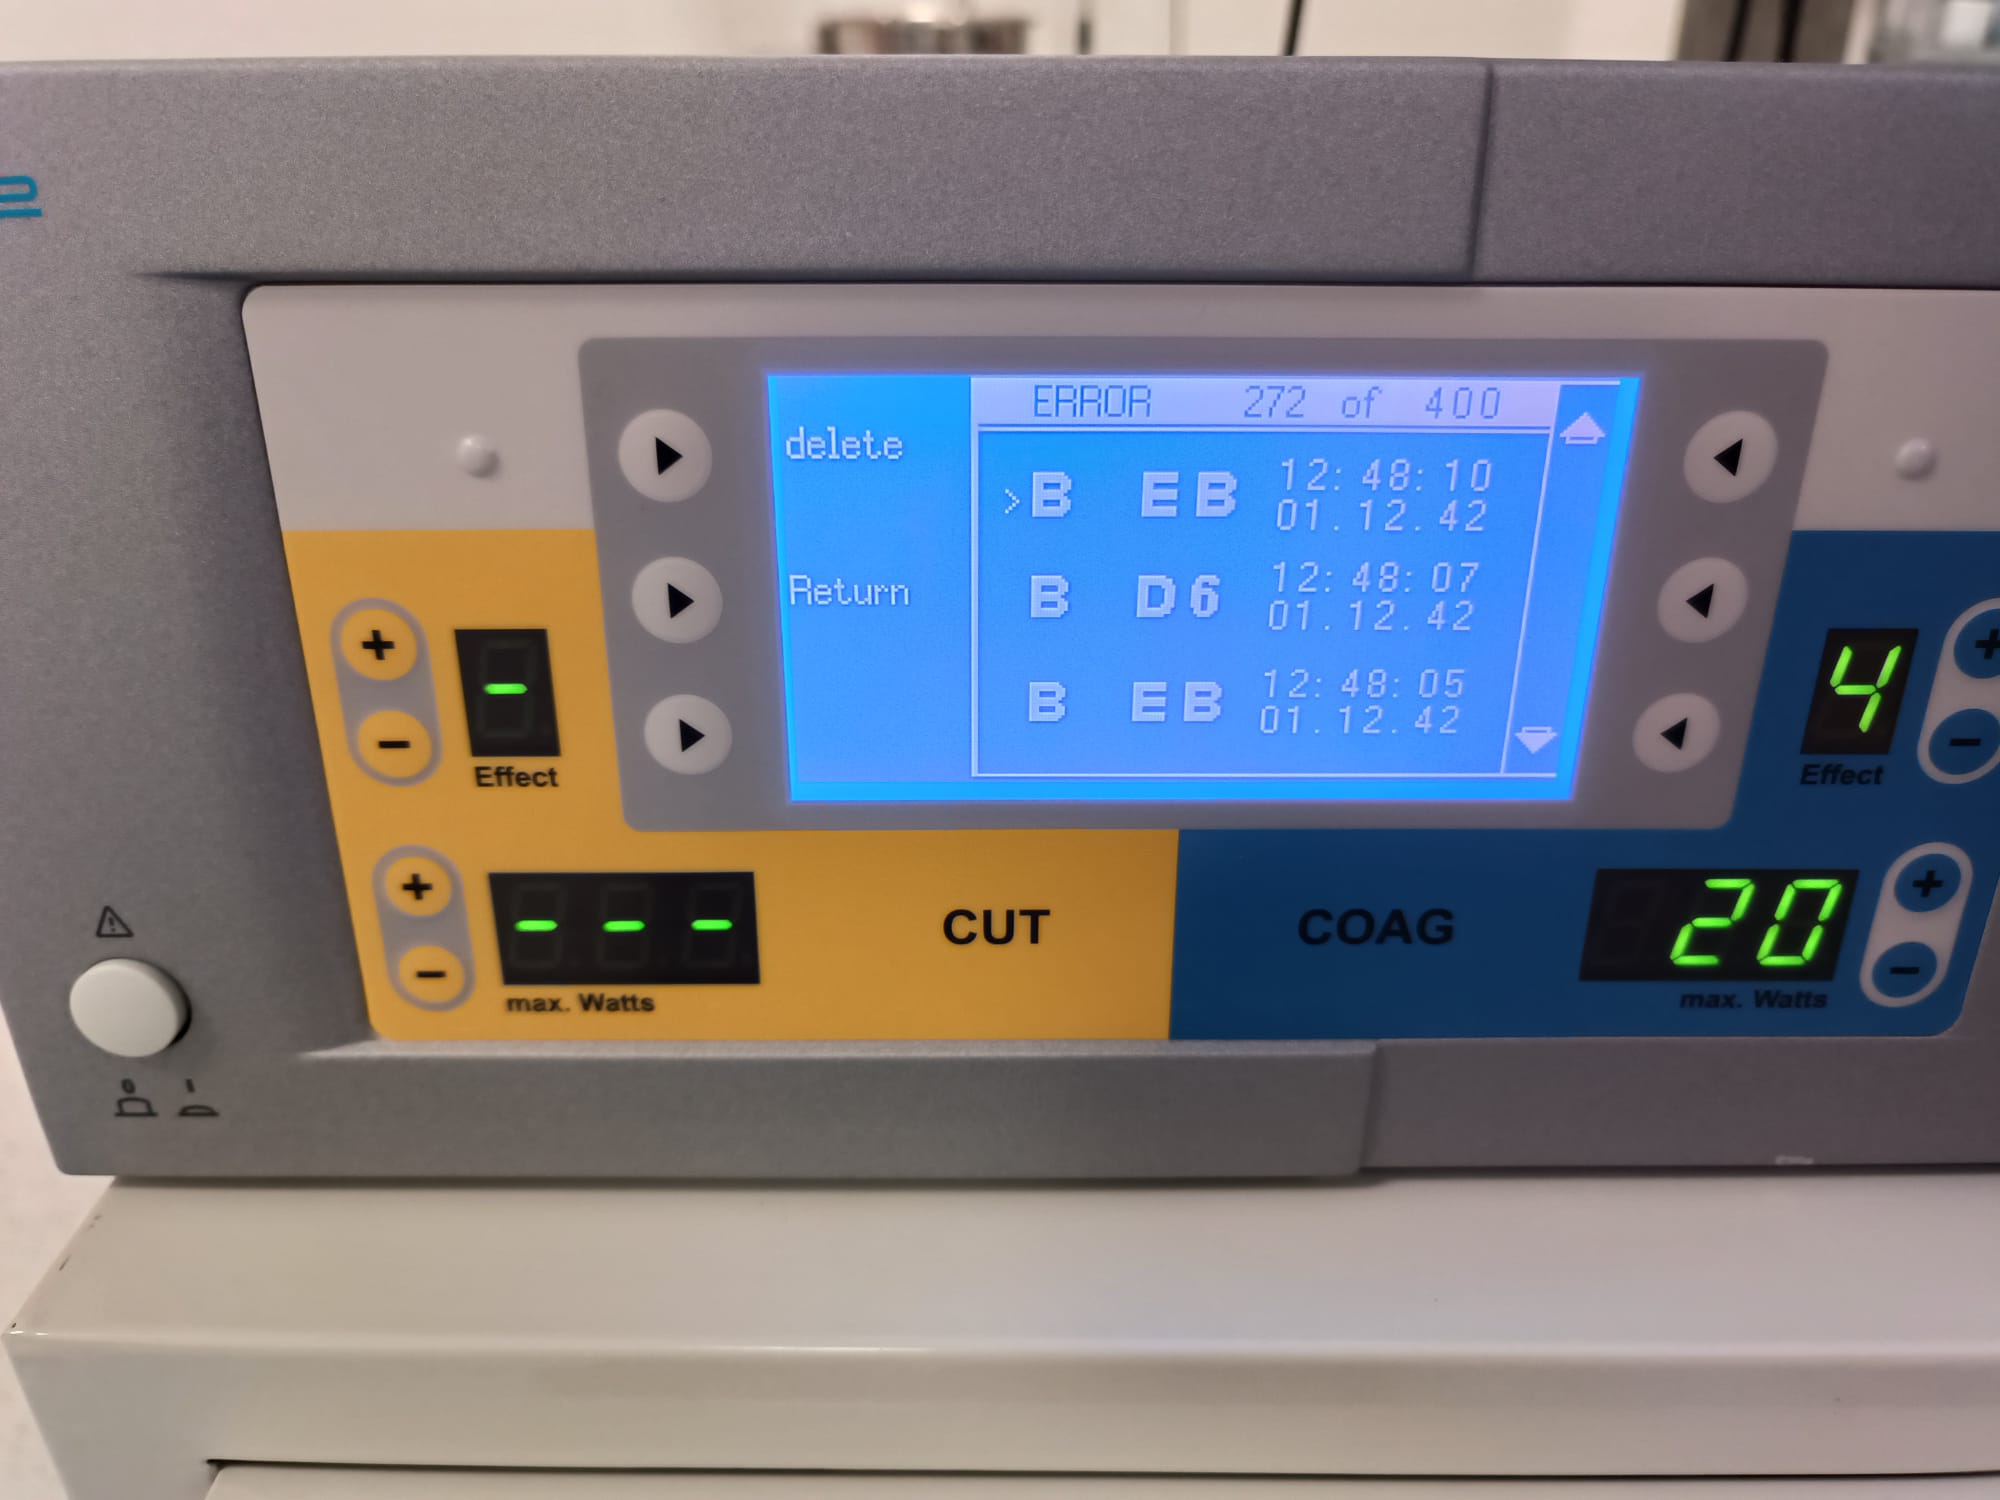 ERROR 272 of 400
delete
>B EB 12:48:10
01.12.42
Return
B D6 12:48:07
01.12.42
B EB 12:48:05
01.12.42
+
-
-
Effect
4
Effect
+
-
+
-
---
max. Watts
CUT
COAG
20
max. Watts
+
-
0 I